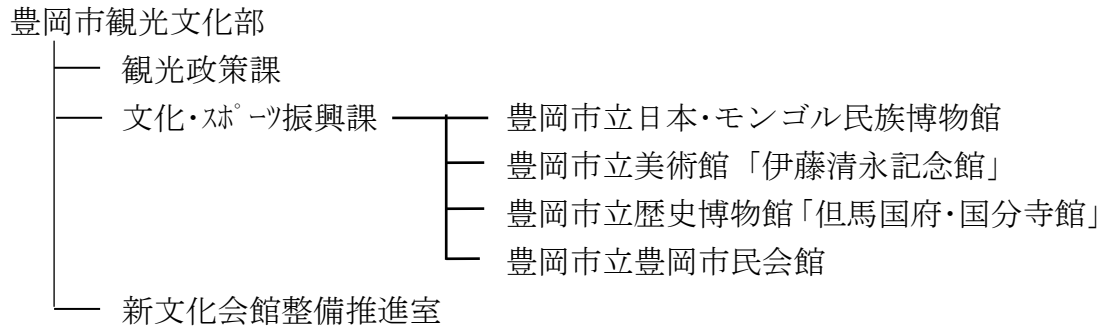 豊岡市観光文化部
観光政策課
文化・ｽﾎﾟｰﾂ振興課 豊岡市立日本・モンゴル民族博物館
豊岡市立美術館「伊藤清永記念館」
豊岡市立歴史博物館「但馬国府・国分寺館」
豊岡市立豊岡市民会館
新文化会館整備推進室